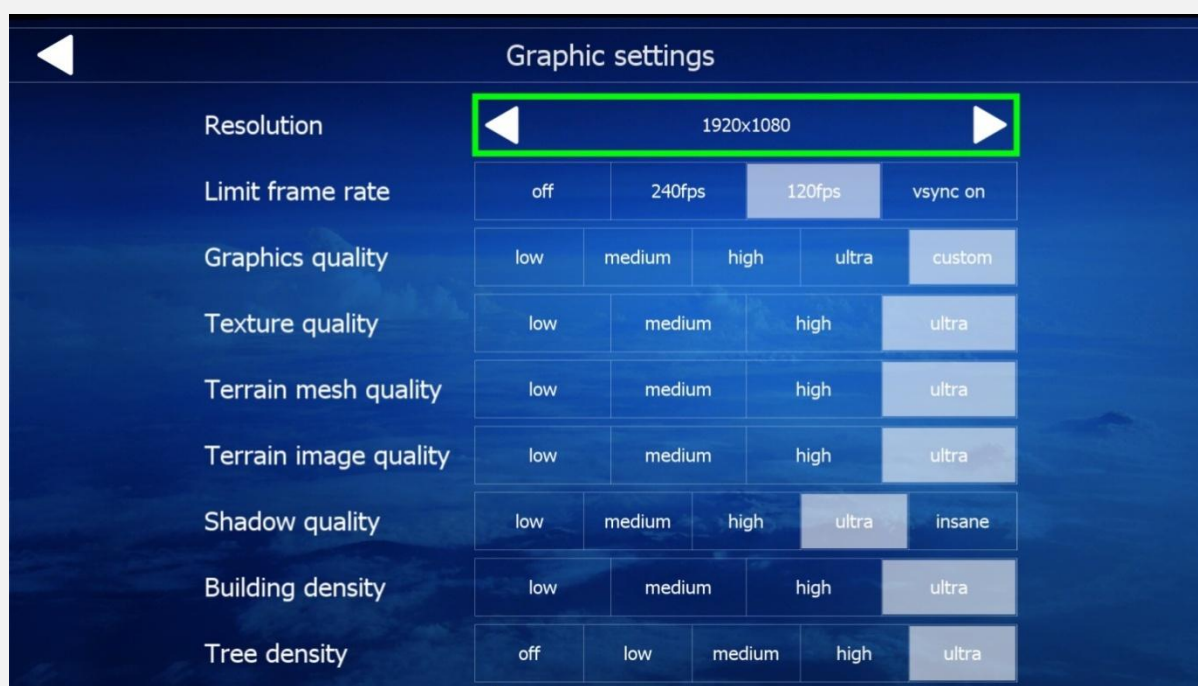 Graphic settings
Resolution 1920x1080
Limit frame rate off 240fps 120fps vsync on
Graphics quality low medium high ultra custom
Texture quality low medium high ultra
Terrain mesh quality low medium high ultra
Terrain image quality low medium high ultra
Shadow quality low medium high ultra insane
Building density low medium high ultra
Tree density off low medium high ultra